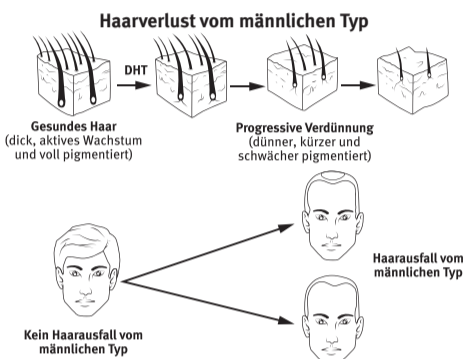 Haarverlust vom männlichen Typ
DHT
Gesundes Haar
(dick, aktives Wachstum
und voll pigmentiert)
Progressive Verdünnung
(dünner, kürzer und
schwächer pigmentiert)
Haarausfall vom
männlichen Typ
Kein Haarausfall vom
männlichen Typ